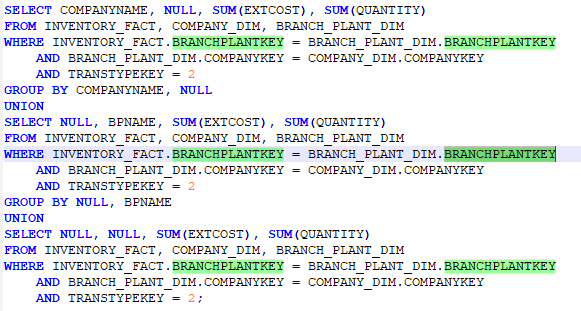 SELECT COMPANYNAME, NULL, SUM(EXTCOST), SUM(QUANTITY)
FROM INVENTORY_FACT, COMPANY_DIM, BRANCH_PLANT_DIM
WHERE INVENTORY_FACT.BRANCHPLANTKEY = BRANCH_PLANT_DIM.BRANCHPLANTKEY
    AND BRANCH_PLANT_DIM.COMPANYKEY = COMPANY_DIM.COMPANYKEY
    AND TRANSTYPEKEY = 2
GROUP BY COMPANYNAME, NULL
UNION
SELECT NULL, BPNAME, SUM(EXTCOST), SUM(QUANTITY)
FROM INVENTORY_FACT, COMPANY_DIM, BRANCH_PLANT_DIM
WHERE INVENTORY_FACT.BRANCHPLANTKEY = BRANCH_PLANT_DIM.BRANCHPLANTKEY
    AND BRANCH_PLANT_DIM.COMPANYKEY = COMPANY_DIM.COMPANYKEY
    AND TRANSTYPEKEY = 2
GROUP BY NULL, BPNAME
UNION
SELECT NULL, NULL, SUM(EXTCOST), SUM(QUANTITY)
FROM INVENTORY_FACT, COMPANY_DIM, BRANCH_PLANT_DIM
WHERE INVENTORY_FACT.BRANCHPLANTKEY = BRANCH_PLANT_DIM.BRANCHPLANTKEY
    AND BRANCH_PLANT_DIM.COMPANYKEY = COMPANY_DIM.COMPANYKEY
    AND TRANSTYPEKEY = 2;